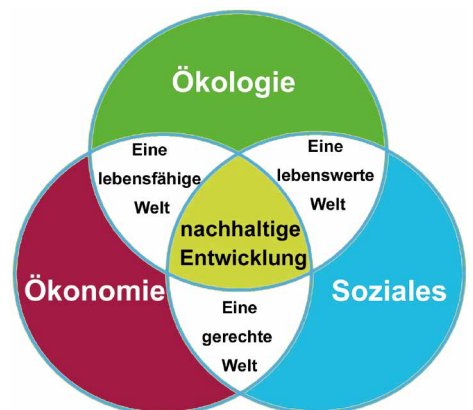 Ökologie
Eine
lebensfähige
Welt
Eine
lebenswerte
Welt
nachhaltige
Entwicklung
Ökonomie
Soziales
Eine
gerechte
Welt